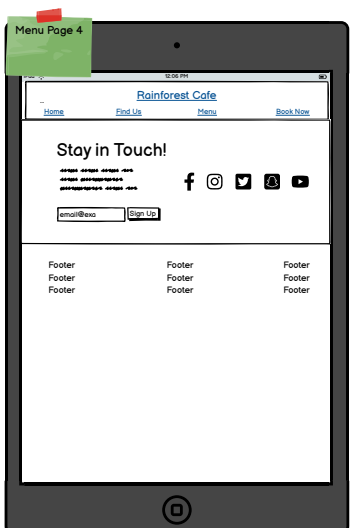 Menu Page 4
12:06 PM
Rainforest Cafe
Home Find Us Menu Book Now
Stay in Touch!
email@exa Sign Up
Footer Footer Footer
Footer Footer Footer
Footer Footer Footer